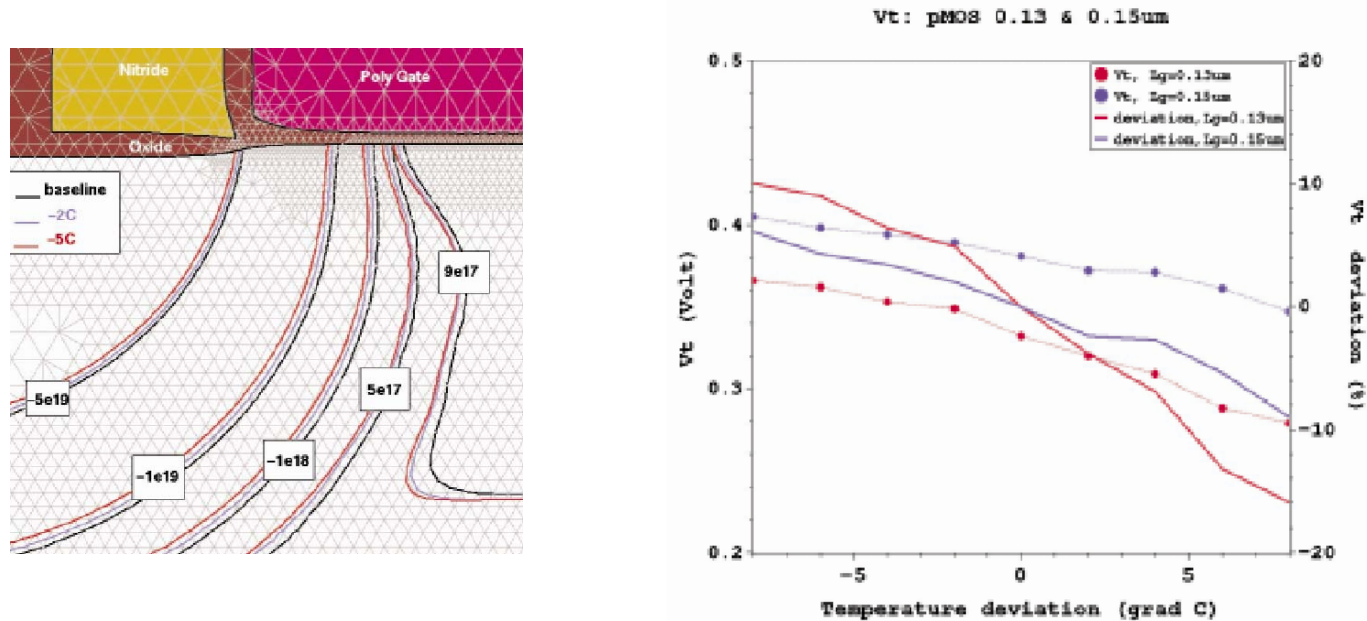 Nitride
Poly Gate
Oxide
baseline
-2C
-5C
9e17
5e17
-5e19
-1e18
-1e19
Vt: pMOS 0.13 & 0.15um
0.5
0.4
0.3
0.2
Vt (Volt)
20
10
0
-10
-20
Vt deviation (%)
Vt, Lg=0.13um
Vt, Lg=0.15um
deviation,Lg=0.13um
deviation,Lg=0.15um
-5
0
5
Temperature deviation (grad C)